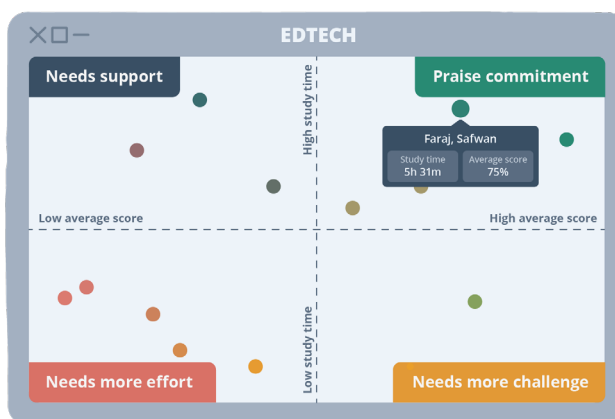 EDTECH
Needs support
Praise commitment
High study time
Faraj, Safwan
Study time
5h 31m
Average score
75%
Low average score
High average score
Low study time
Needs more effort
Needs more challenge